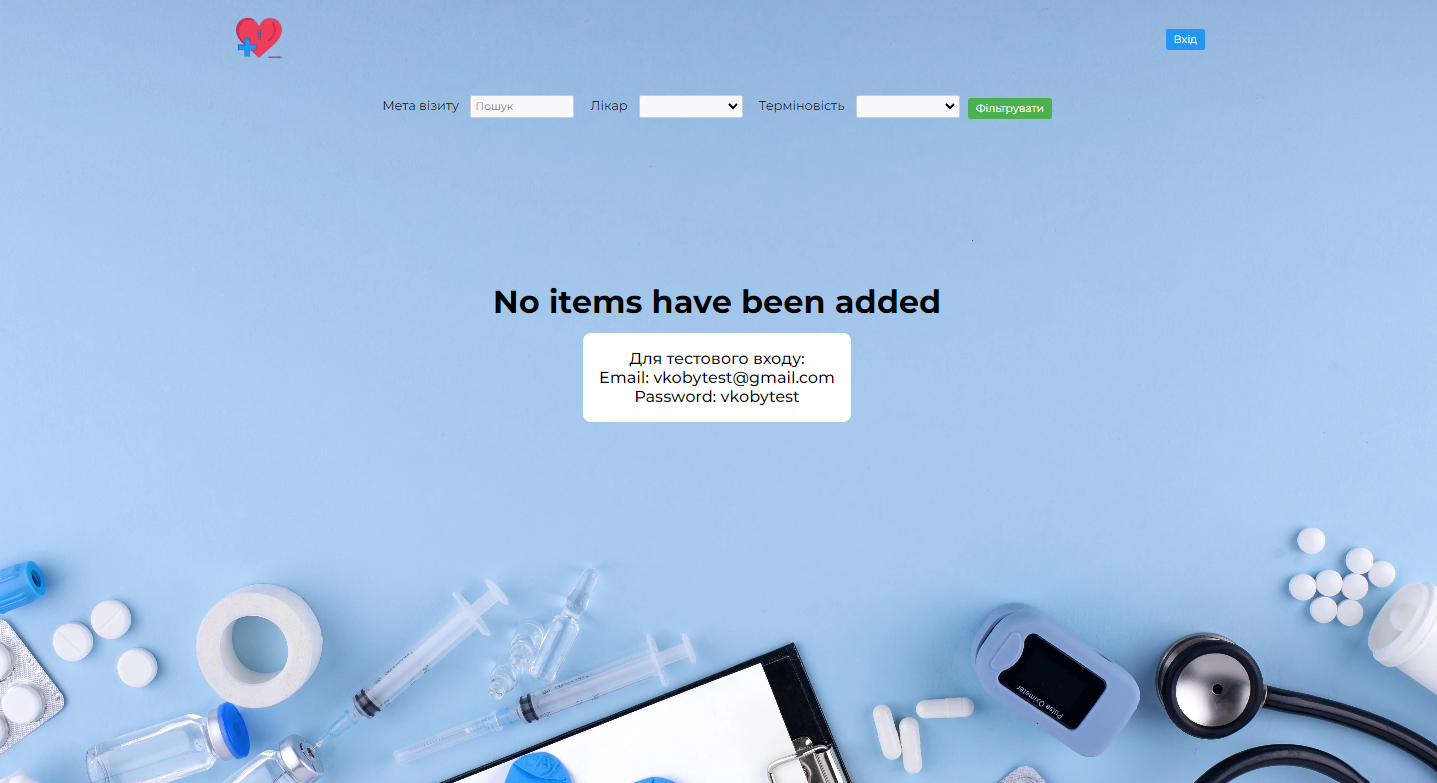 Вхід
Мета візиту Пошук Лікар Терміновість Фільтрувати
No items have been added
Для тестового входу:
Email: vkobytest@gmail.com
Password: vkobytest
Pulse Oximeter